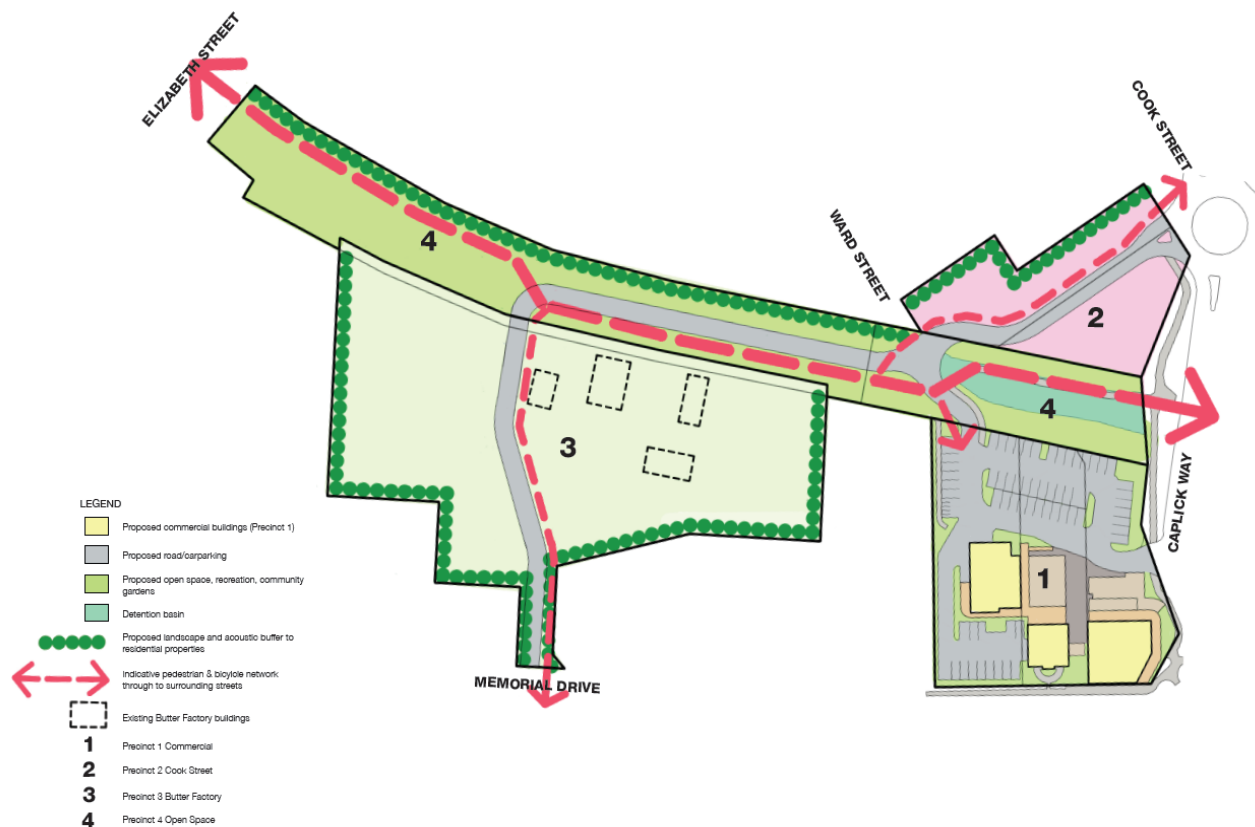 ELIZABETH STREET
COOK STREET
WARD STREET
4
2
4
3
CAPLICK WAY
1
MEMORIAL DRIVE
LEGEND
Proposed commercial buildings (Precinct 1)
Proposed road/carparking
Proposed open space, recreation, community
gardens
Detention basin
Proposed landscape and acoustic buffer to
residential properties
Indicative pedestrian & bicylole network
through to surrounding streets
Existing Butter Factory buildings
1 Precinct 1 Commercial
2 Precinct 2 Cook Street
3 Precinct 3 Butter Factory
4 Precinct 4 Open Space